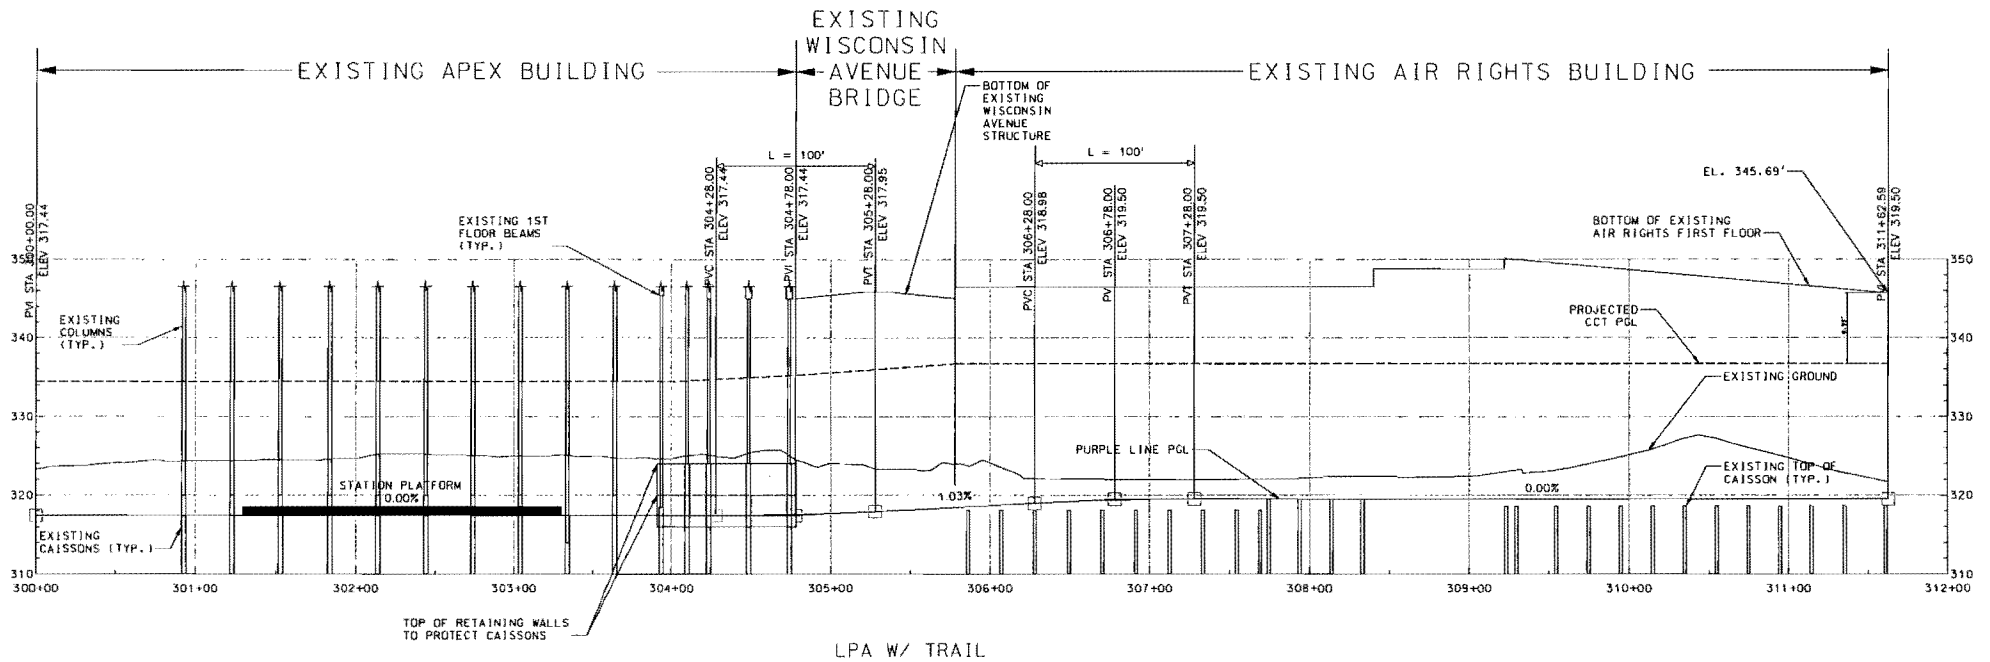 EXISTING
WISCONSIN
AVENUE
BRIDGE
EXISTING APEX BUILDING
EXISTING AIR RIGHTS BUILDING
BOTTOM OF
EXISTING
WISCONSIN
AVENUE
STRUCTURE
L = 100'
L = 100'
EL. 345.69'
PVI STA 300+00.00
ELEV 317.44
EXISTING 1ST
FLOOR BEAMS
(TYP.)
PVC STA 304+28.00
ELEV 317.44
PVI STA 304+78.00
ELEV 317.44
PVT STA 305+28.00
ELEV 317.95
PVC STA 306+28.00
ELEV 318.98
PVI STA 306+78.00
ELEV 319.50
PVT STA 307+28.00
ELEV 319.50
BOTTOM OF EXISTING
AIR RIGHTS FIRST FLOOR
PVI STA 311+62.59
ELEV 319.50
350
350
EXISTING
COLUMNS
(TYP.)
PROJECTED
CCT PGL
340
340
EXISTING GROUND
330
330
PURPLE LINE PGL
STATION PLATFORM
0.00%
EXISTING TOP OF
CAISSON (TYP.)
320
320
1.03%
0.00%
EXISTING
CAISSONS (TYP.)
310
310
300+00
301+00
302+00
303+00
304+00
305+00
306+00
307+00
308+00
309+00
310+00
311+00
312+00
TOP OF RETAINING WALLS
TO PROTECT CAISSONS
LPA W/ TRAIL